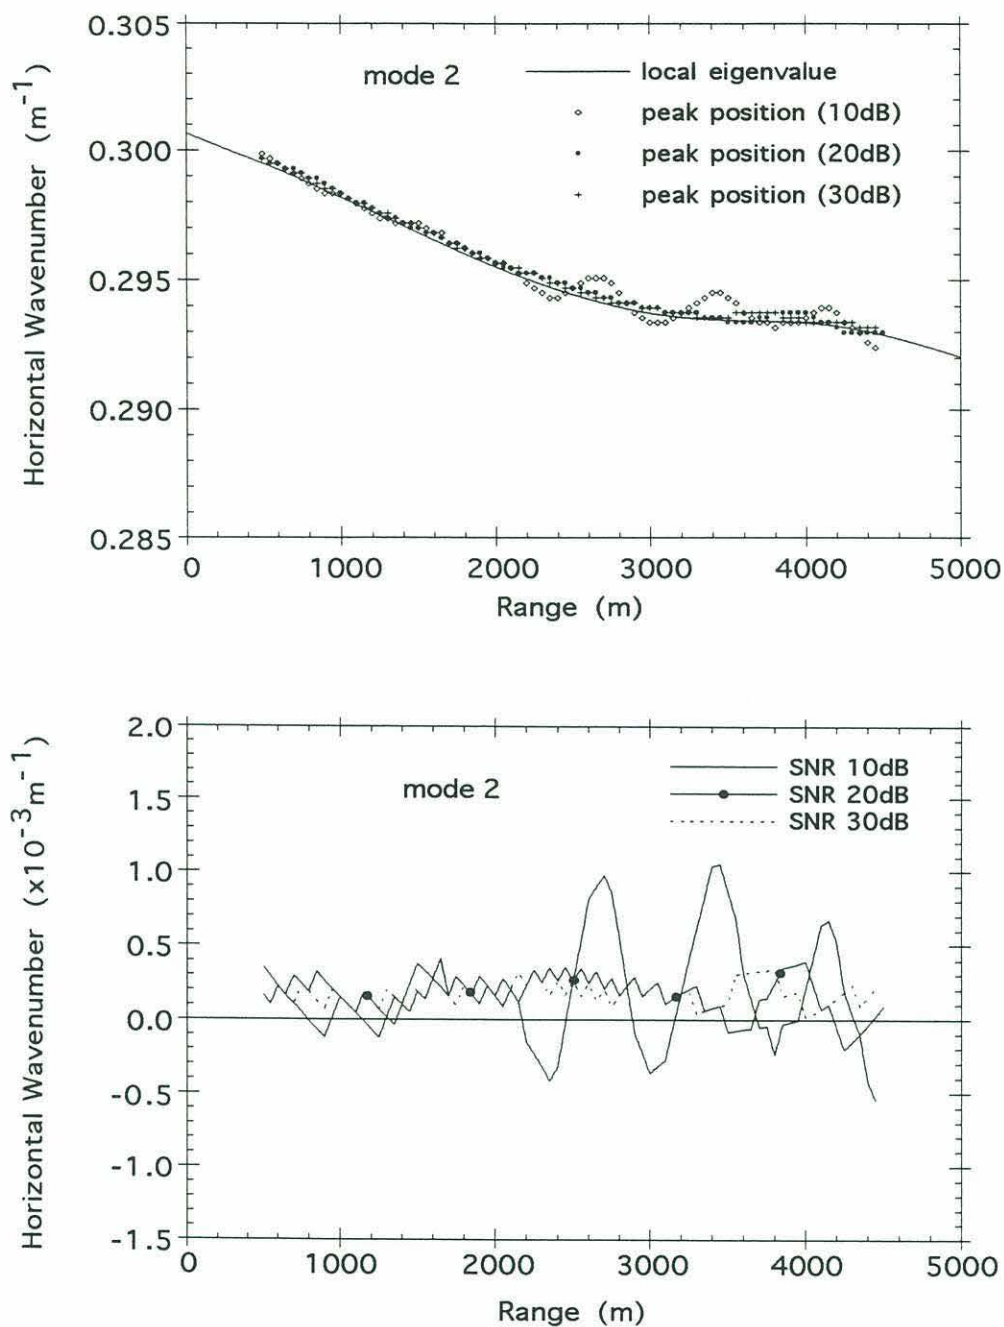 0.305
0.300
0.295
0.290
0.285
Horizontal Wavenumber (m⁻¹)
mode 2
local eigenvalue
peak position (10dB)
peak position (20dB)
peak position (30dB)
0 1000 2000 3000 4000 5000
Range (m)
2.0
1.5
1.0
0.5
0.0
-0.5
-1.0
-1.5
Horizontal Wavenumber (x10⁻³m⁻¹)
mode 2
SNR 10dB
SNR 20dB
SNR 30dB
0 1000 2000 3000 4000 5000
Range (m)